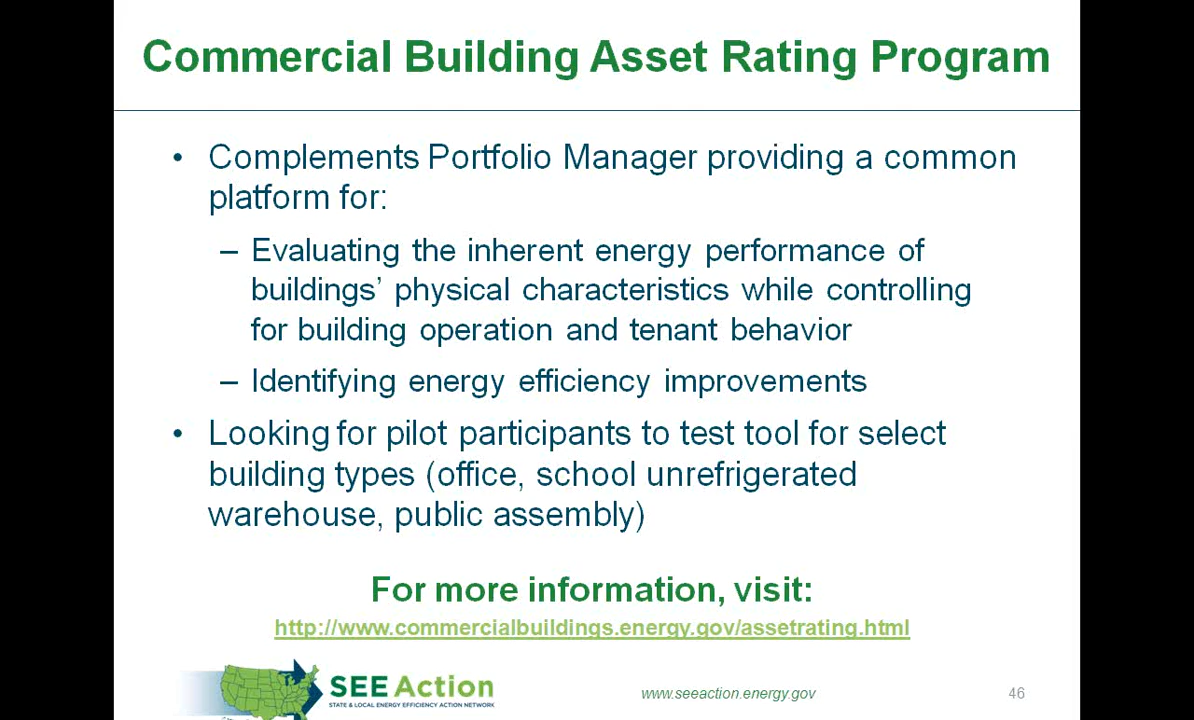 Commercial Building Asset Rating Program
• Complements Portfolio Manager providing a common
platform for:
– Evaluating the inherent energy performance of
buildings’ physical characteristics while controlling
for building operation and tenant behavior
– Identifying energy efficiency improvements
• Looking for pilot participants to test tool for select
building types (office, school unrefrigerated
warehouse, public assembly)
For more information, visit:
http://www.commercialbuildings.energy.gov/assetrating.html
SEE Action
STATE & LOCAL ENERGY EFFICIENCY ACTION NETWORK
www.seeaction.energy.gov
46